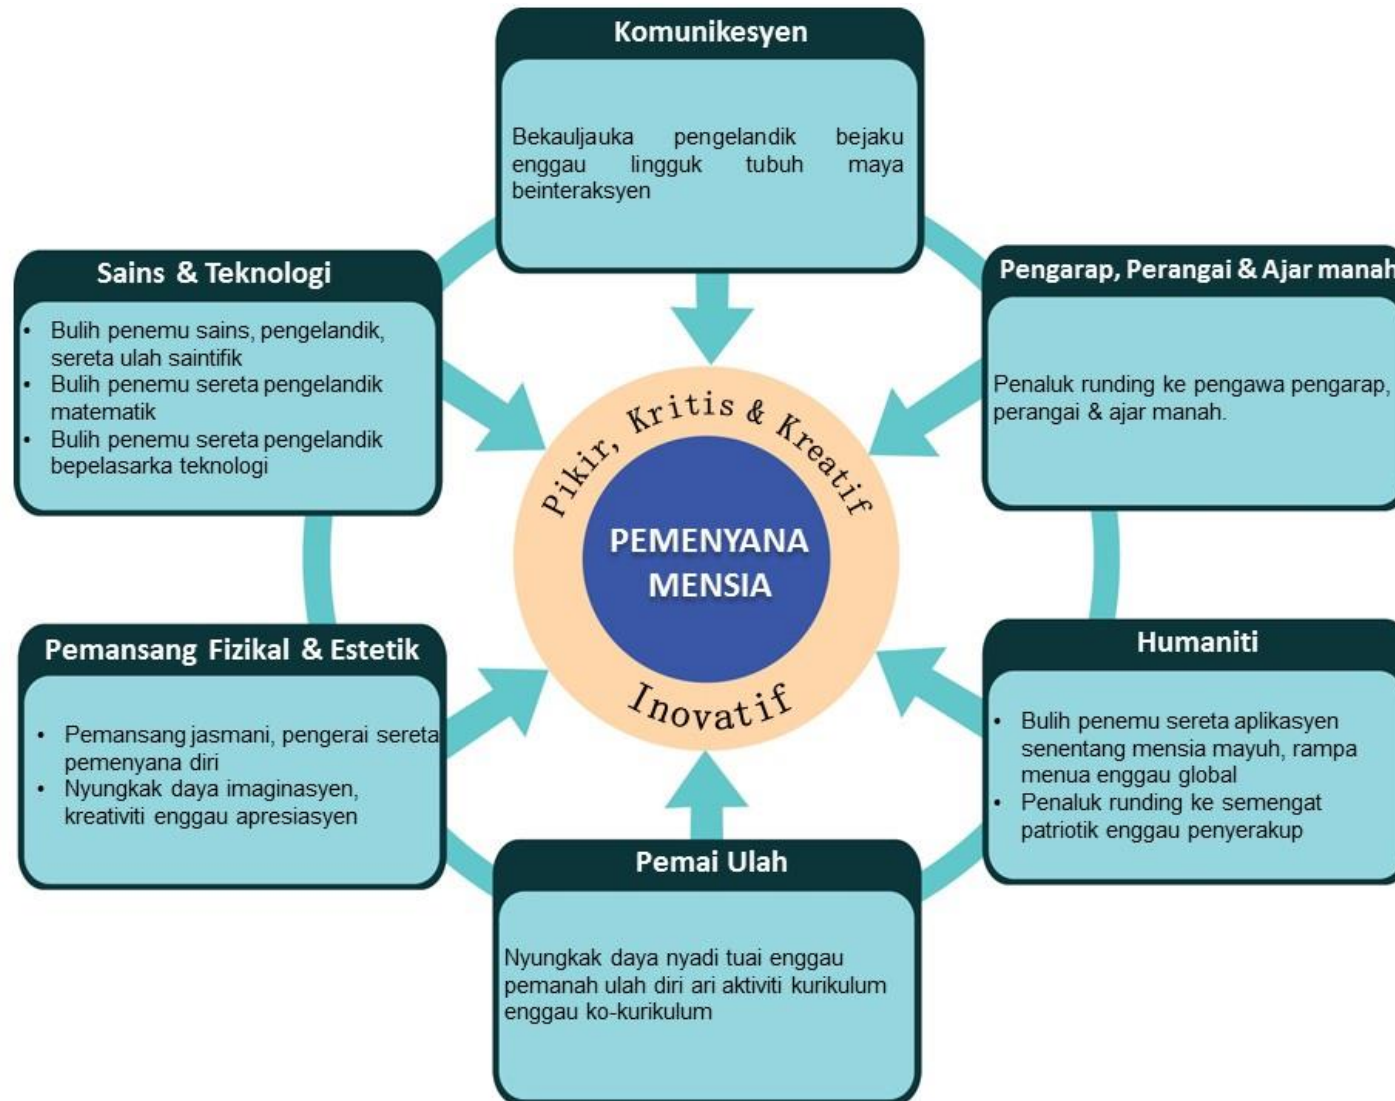 Komunikesyen
Bekauljauka pengelandik bejaku
enggau lingguk tubuh maya
beinteraksyen
Sains & Teknologi
• Bulih penemu sains, pengelandik,
sereta ulah saintifik
• Bulih penemu sereta pengelandik
matematik
• Bulih penemu sereta pengelandik
bepelasarka teknologi
Pengarap, Perangai & Ajar manah
Penaluk runding ke pengawa pengarap,
perangai & ajar manah.
Pikir, Kritis & Kreatif
PEMENYANA
MENSIA
Inovatif
Pemansang Fizikal & Estetik
• Pemansang jasmani, pengerai sereta
pemenyana diri
• Nyungkak daya imaginasyen,
kreativiti enggau apresiasyen
Humaniti
• Bulih penemu sereta aplikasyen
senentang mensia mayuh, rampa
menua enggau global
• Penaluk runding ke semengat
patriotik enggau penyerakup
Pemai Ulah
Nyungkak daya nyadi tuai enggau
pemanah ulah diri ari aktiviti kurikulum
enggau ko-kurikulum